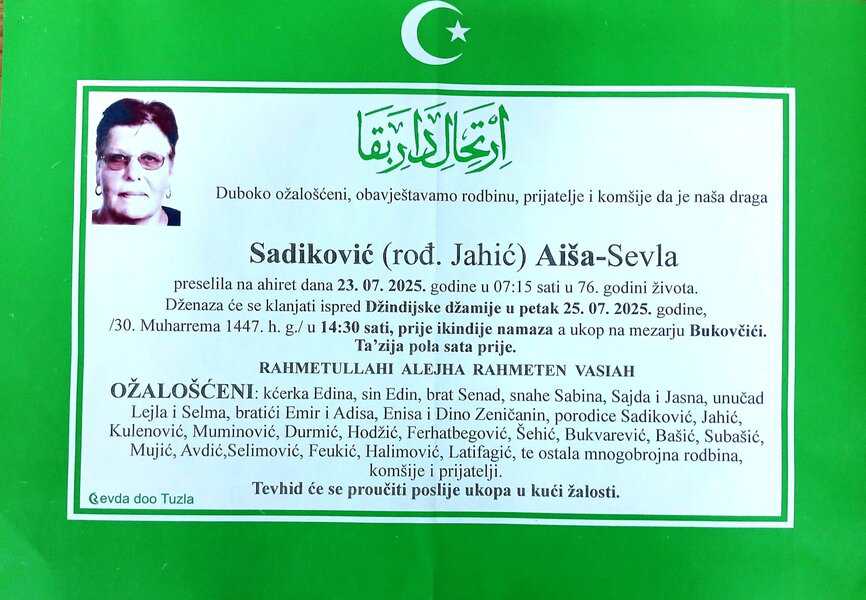 اِرْتِحَالِ دَارِ بَقَا
Duboko ožalošćeni, obavještavamo rodbinu, prijatelje i komšije da je naša draga
Sadiković (rođ. Jahić) Aiša-Sevla
preselila na ahiret dana 23. 07. 2025. godine u 07:15 sati u 76. godini života.
Dženaza će se klanjati ispred Džindijske džamije u petak 25. 07. 2025. godine,
/30. Muharrema 1447. h. g./ u 14:30 sati, prije ikindije namaza a ukop na mezarju Bukovčići.
Ta’zija pola sata prije.
RAHMETULLAHI ALEJHA RAHMETEN VASIAH
OŽALOŠĆENI: kćerka Edina, sin Edin, brat Senad, snahe Sabina, Sajda i Jasna, unučad
Lejla i Selma, bratići Emir i Adisa, Enisa i Dino Zeničanin, porodice Sadiković, Jahić,
Kulenović, Muminović, Durmić, Hodžić, Ferhatbegović, Šehić, Bukvarević, Bašić, Subašić,
Mujić, Avdić,Selimović, Feukić, Halimović, Latifagić, te ostala mnogobrojna rodbina,
komšije i prijatelji.
Tevhid će se proučiti poslije ukopa u kući žalosti.
Sevda doo Tuzla